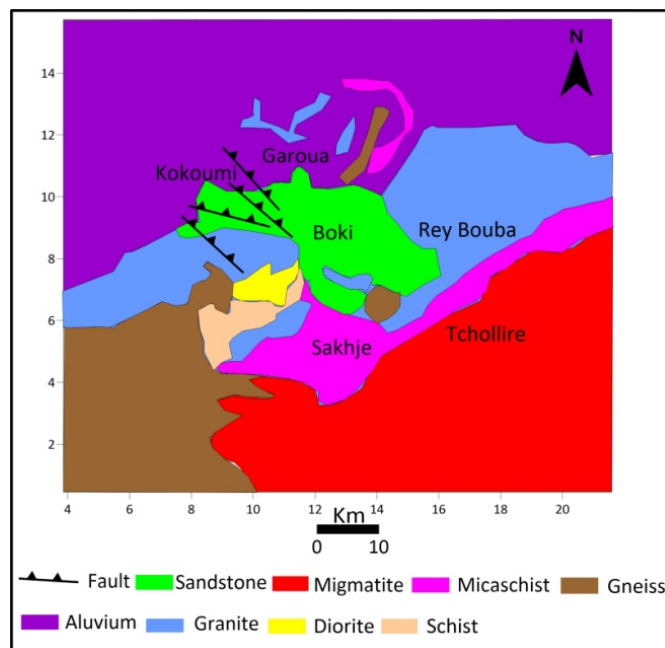 N
14
12
Garoua
Kokoumi
10
Boki
Rey Bouba
8
6
Tchollire
Sakhje
4
2
4 6 8 10 12 14 16 18 20
Km
0 10
Fault Sandstone Migmatite Micaschist Gneiss
Aluvium Granite Diorite Schist